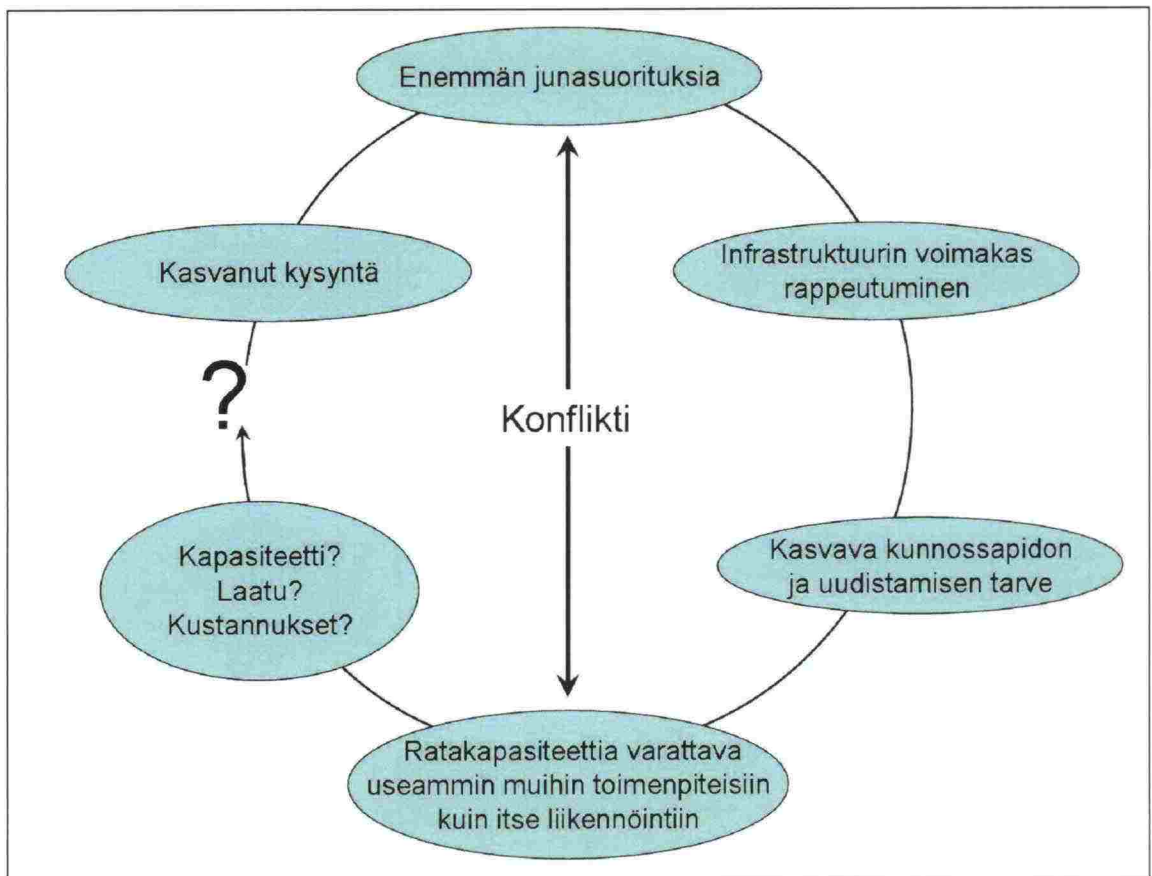 Enemmän junasuorituksia
Kasvanut kysyntä
Infrastruktuurin voimakas
rappeutuminen
?
Konflikti
Kapasiteetti?
Laatu?
Kustannukset?
Kasvava kunnossapidon
ja uudistamisen tarve
Ratakapasiteettia varattava
useammin muihin toimenpiteisiin
kuin itse liikennöintiin